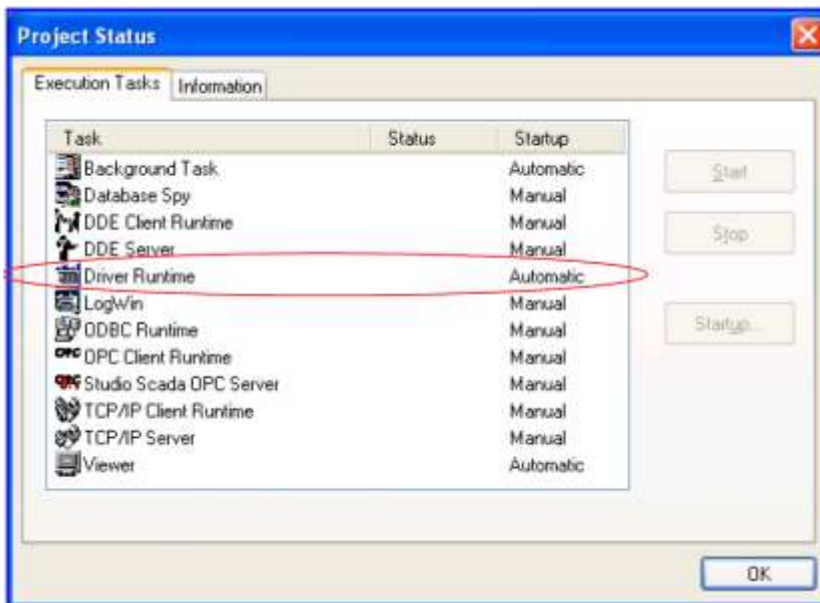 Project Status
Execution Tasks Information
Task Status Startup
Background Task Automatic
Database Spy Manual
DDE Client Runtime Manual
DDE Server Manual
Driver Runtime Automatic
LogWin Manual
ODBC Runtime Manual
OPC Client Runtime Manual
Studio Scada OPC Server Manual
TCP/IP Client Runtime Manual
TCP/IP Server Manual
Viewer Automatic
Start
Stop
Startup...
OK